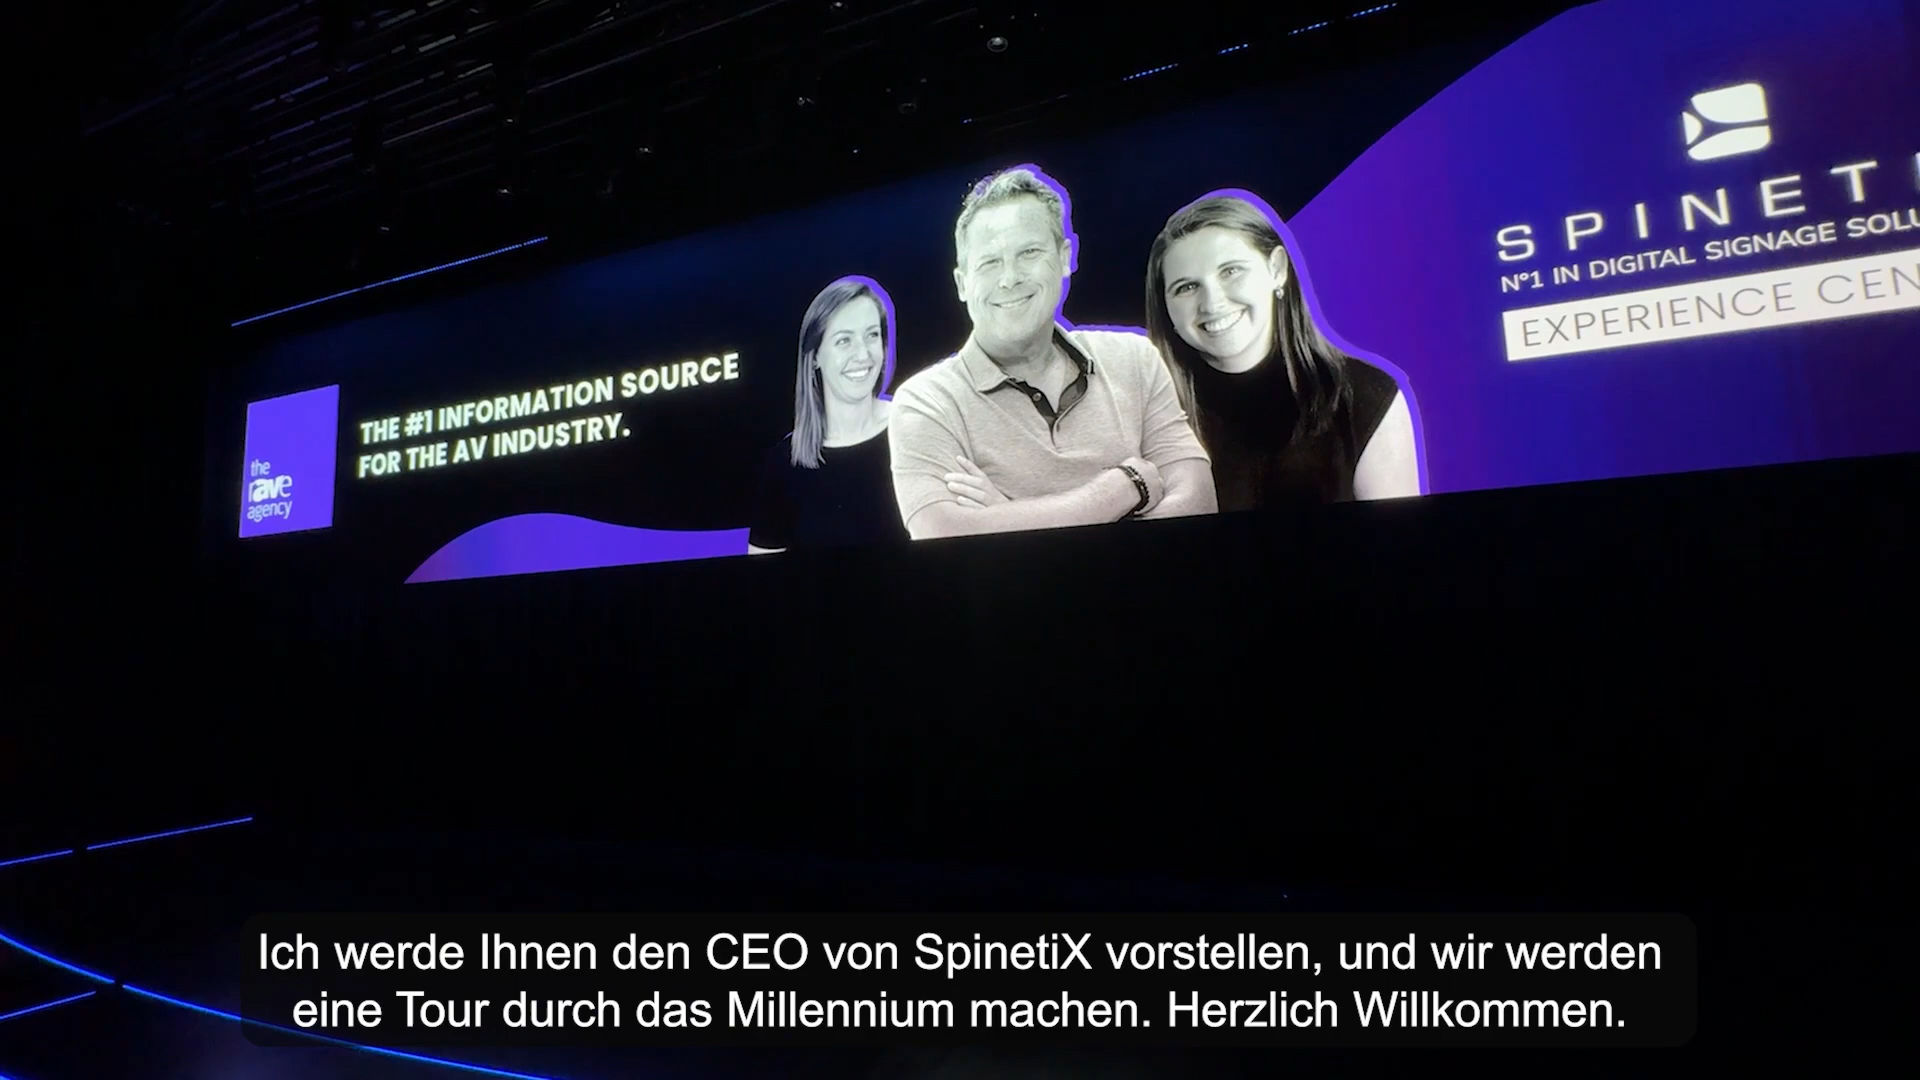 the
rave
agency
THE #1 INFORMATION SOURCE
FOR THE AV INDUSTRY.
SPINETI
N°1 IN DIGITAL SIGNAGE SOLU
EXPERIENCE CEN
Ich werde Ihnen den CEO von SpinetiX vorstellen, und wir werden
eine Tour durch das Millennium machen. Herzlich Willkommen.